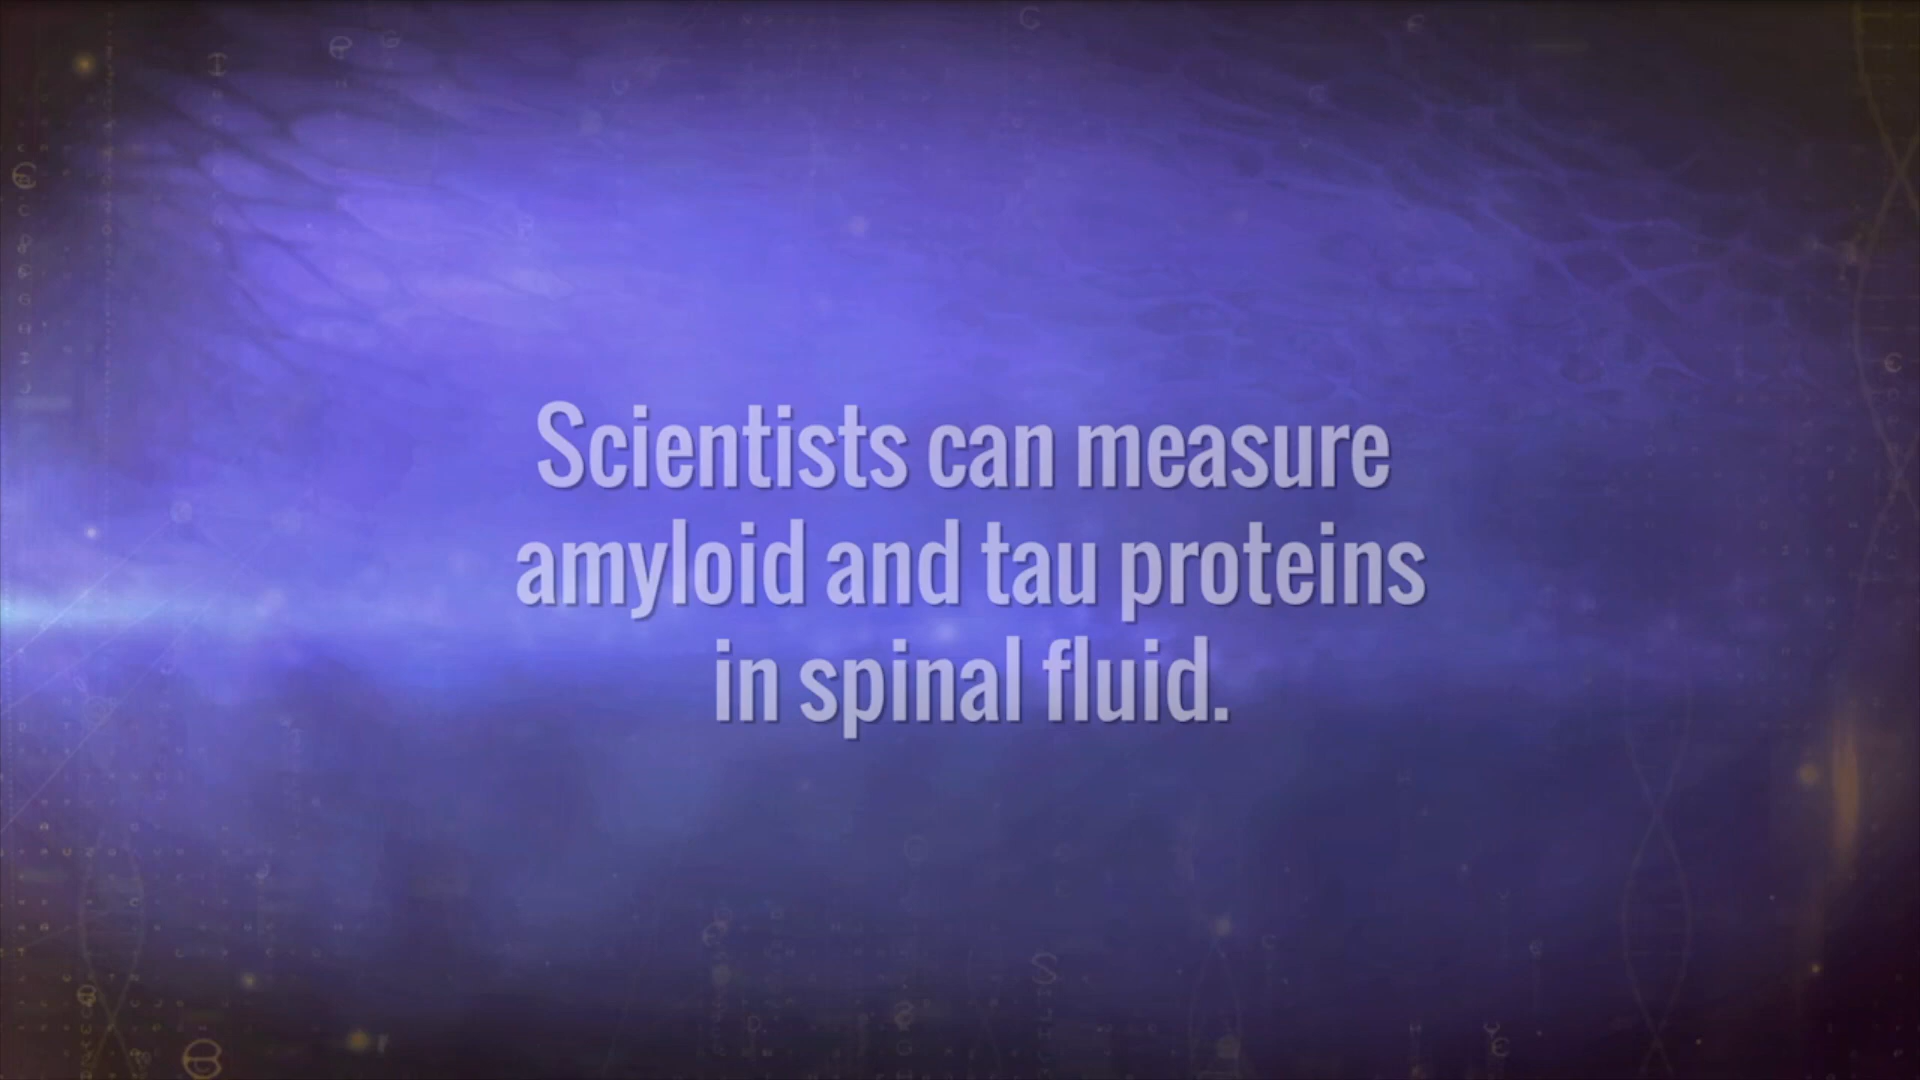 Scientists can measure
amyloid and tau proteins
in spinal fluid.